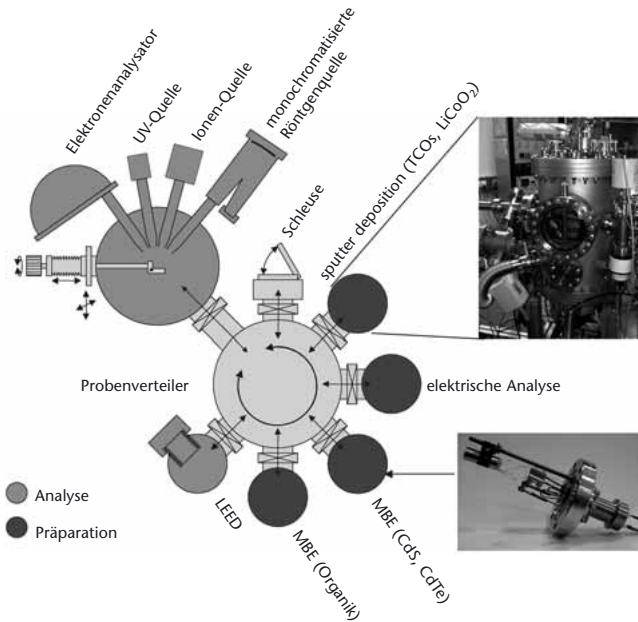 Elektronenanalysator
UV-Quelle
Ionen-Quelle
monochromatisierte
Röntgenquelle
Schleuse
sputter deposition (TCOs, LiCoO₂)
Probenverteiler
elektrische Analyse
LEED
MBE (Organik)
MBE (CdS, CdTe)
Analyse
Präparation